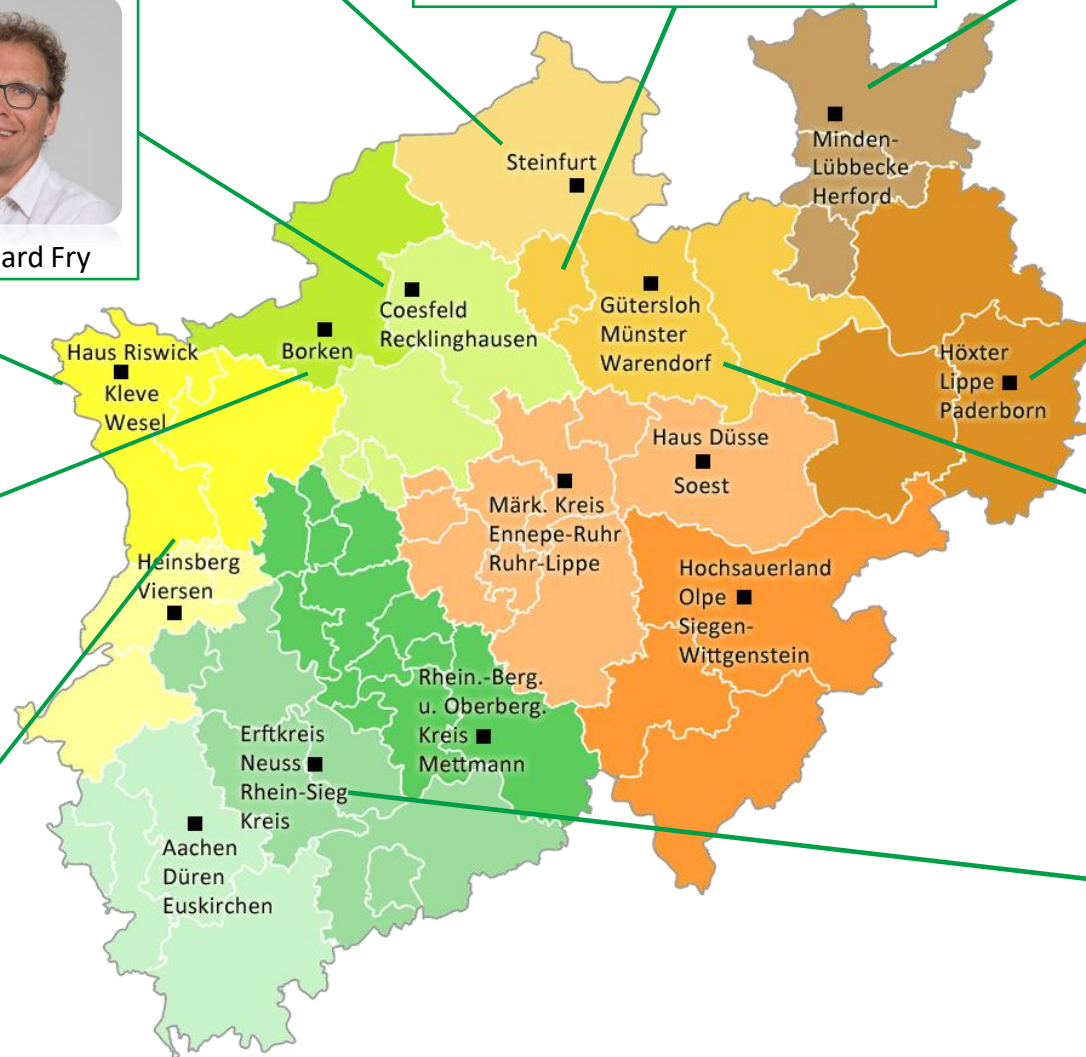 ard Fry
Steinfurt
Minden-
Lübbecke
Herford
Coesfeld
Recklinghausen
Borken
Gütersloh
Münster
Warendorf
Haus Riswick
Kleve
Wesel
Höxter
Lippe
Paderborn
Haus Düsse
Soest
Märk. Kreis
Ennepe-Ruhr
Ruhr-Lippe
Heinsberg
Viersen
Hochsauerland
Olpe
Siegen-
Wittgenstein
Rhein.-Berg.
u. Oberberg.
Kreis
Mettmann
Erftkreis
Neuss
Rhein-Sieg
Kreis
Aachen
Düren
Euskirchen